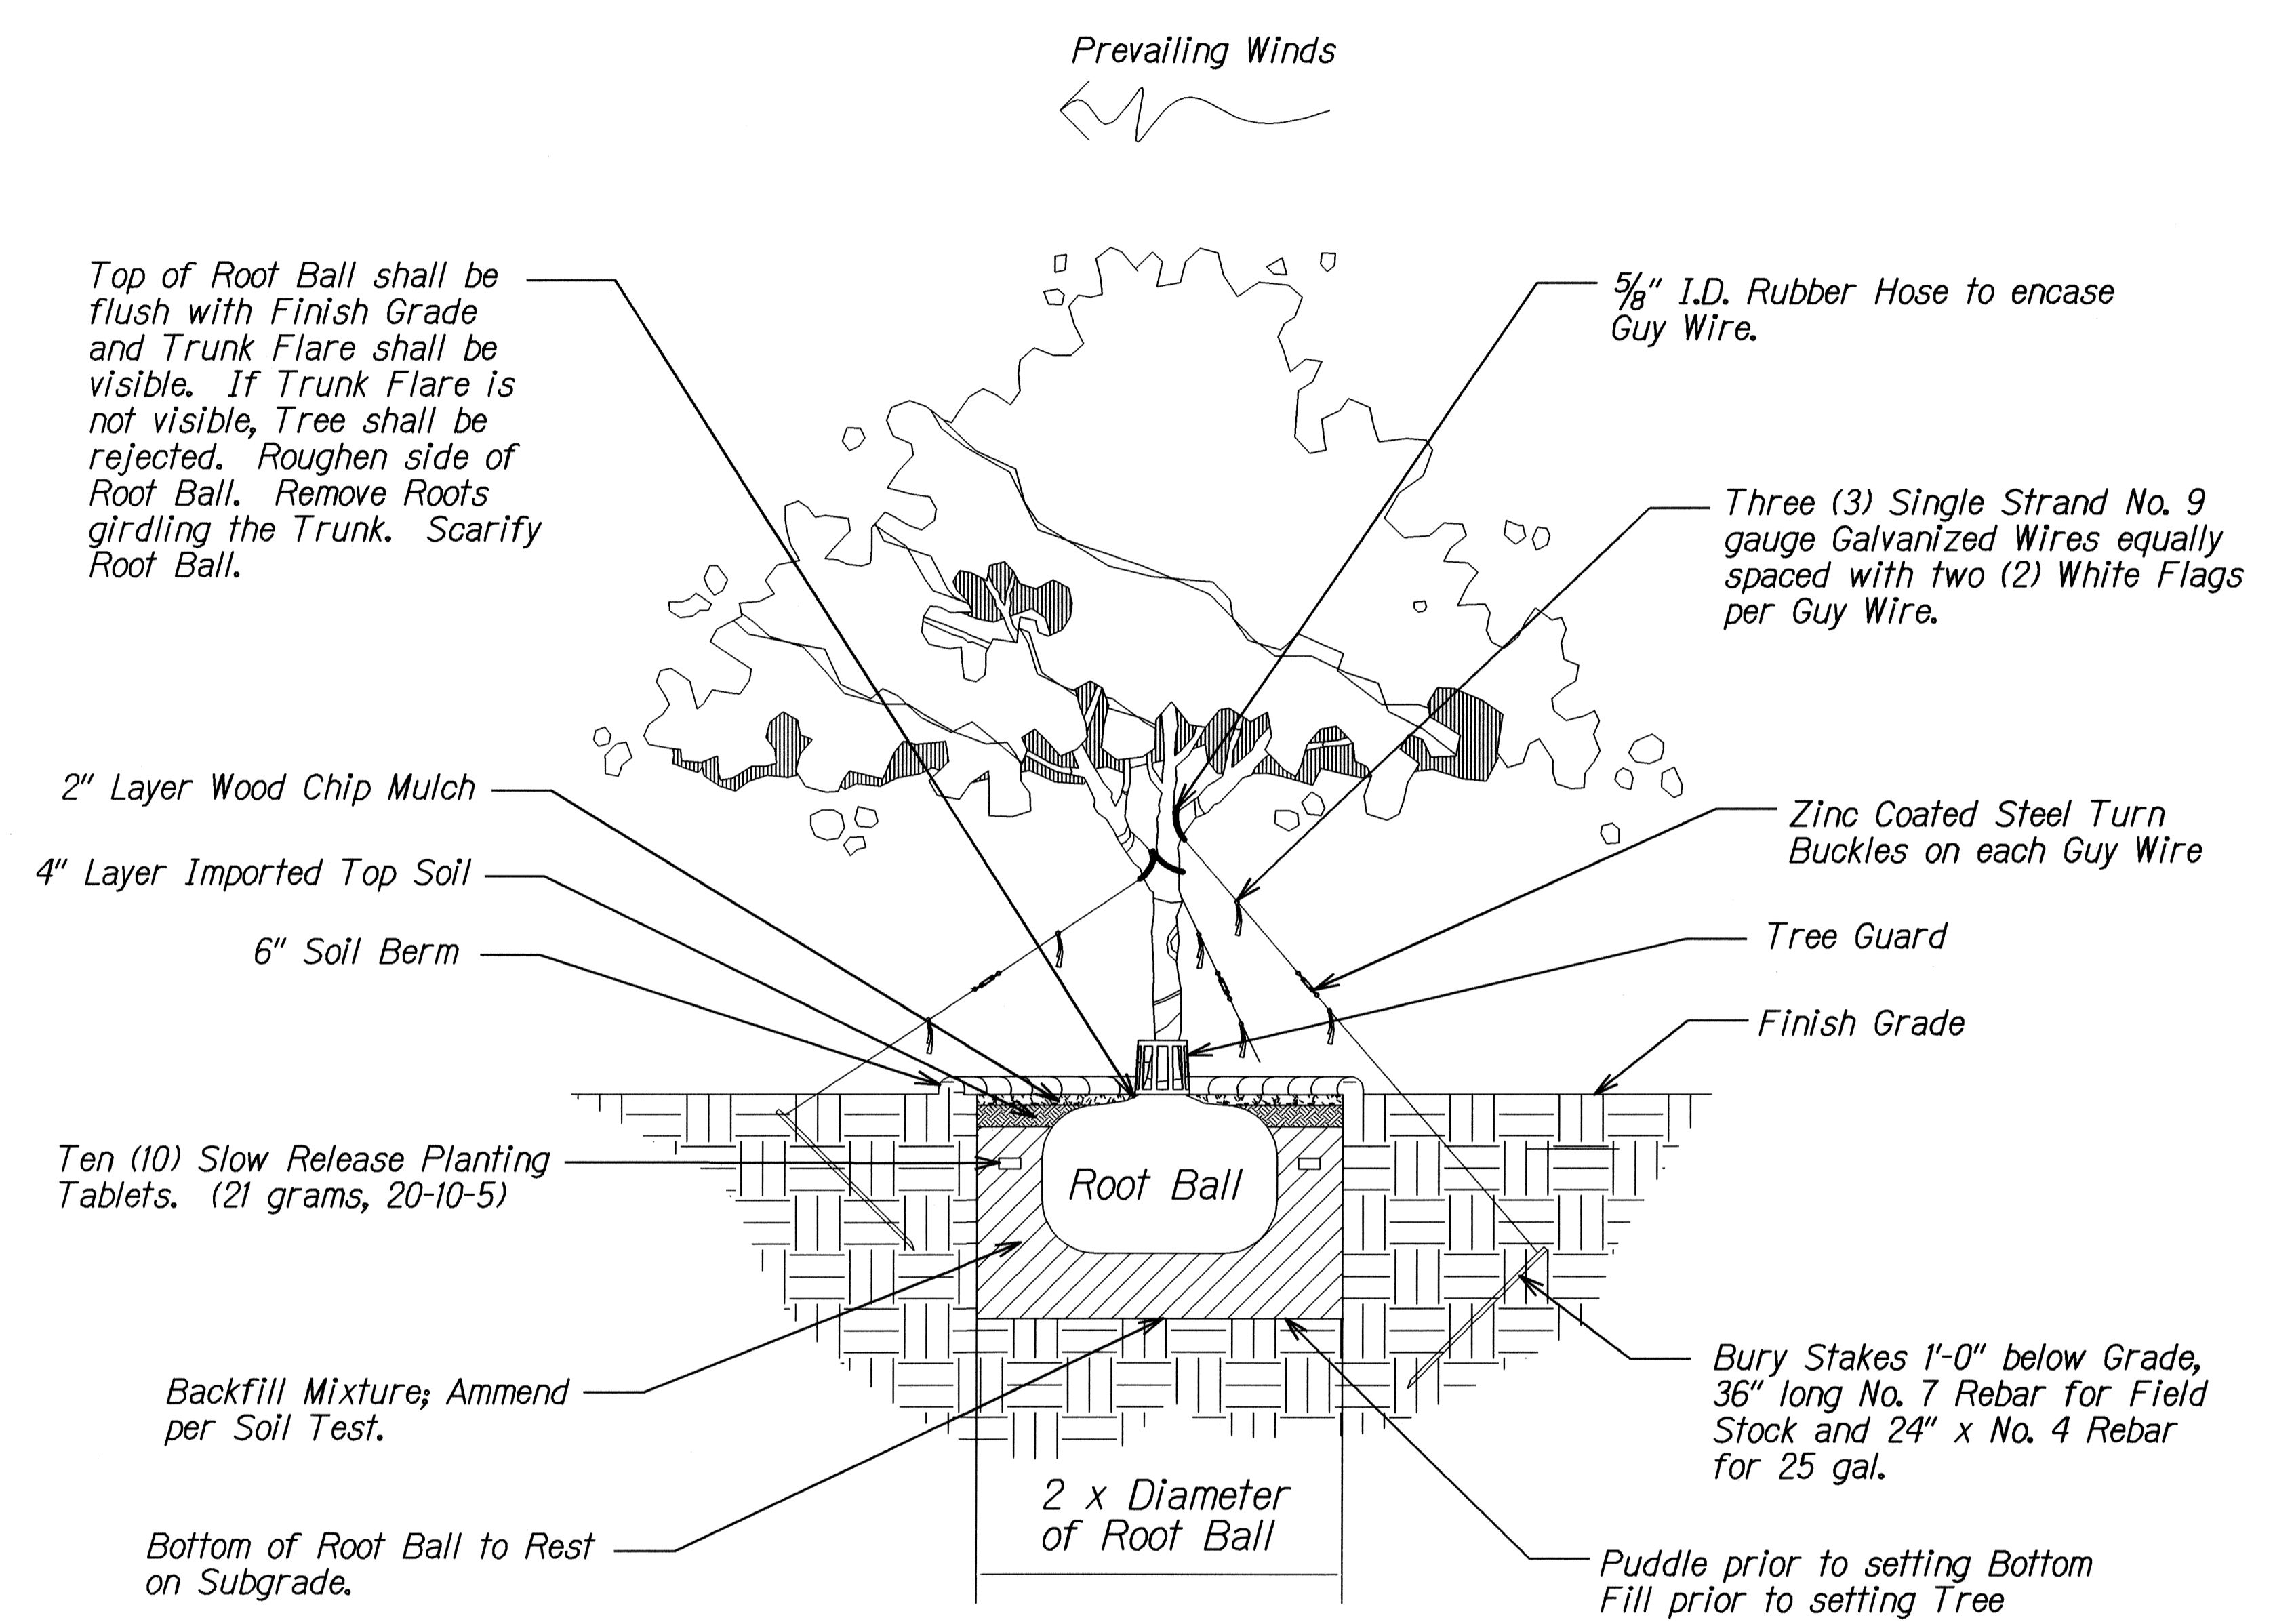 Prevailing Winds
Top of Root Ball shall be
flush with Finish Grade
and Trunk Flare shall be
visible. If Trunk Flare is
not visible, Tree shall be
rejected. Roughen side of
Root Ball. Remove Roots
girdling the Trunk. Scarify
Root Ball.
5/8" I.D. Rubber Hose to encase
Guy Wire.
Three (3) Single Strand No. 9
gauge Galvanized Wires equally
spaced with two (2) White Flags
per Guy Wire.
2" Layer Wood Chip Mulch
4" Layer Imported Top Soil
6" Soil Berm
Zinc Coated Steel Turn
Buckles on each Guy Wire
Tree Guard
Finish Grade
Ten (10) Slow Release Planting
Tablets. (21 grams, 20-10-5)
Root Ball
Backfill Mixture; Ammend
per Soil Test.
Bottom of Root Ball to Rest
on Subgrade.
2 x Diameter
of Root Ball
Bury Stakes 1'-0" below Grade,
36" long No. 7 Rebar for Field
Stock and 24" x No. 4 Rebar
for 25 gal.
Puddle prior to setting Bottom
Fill prior to setting Tree